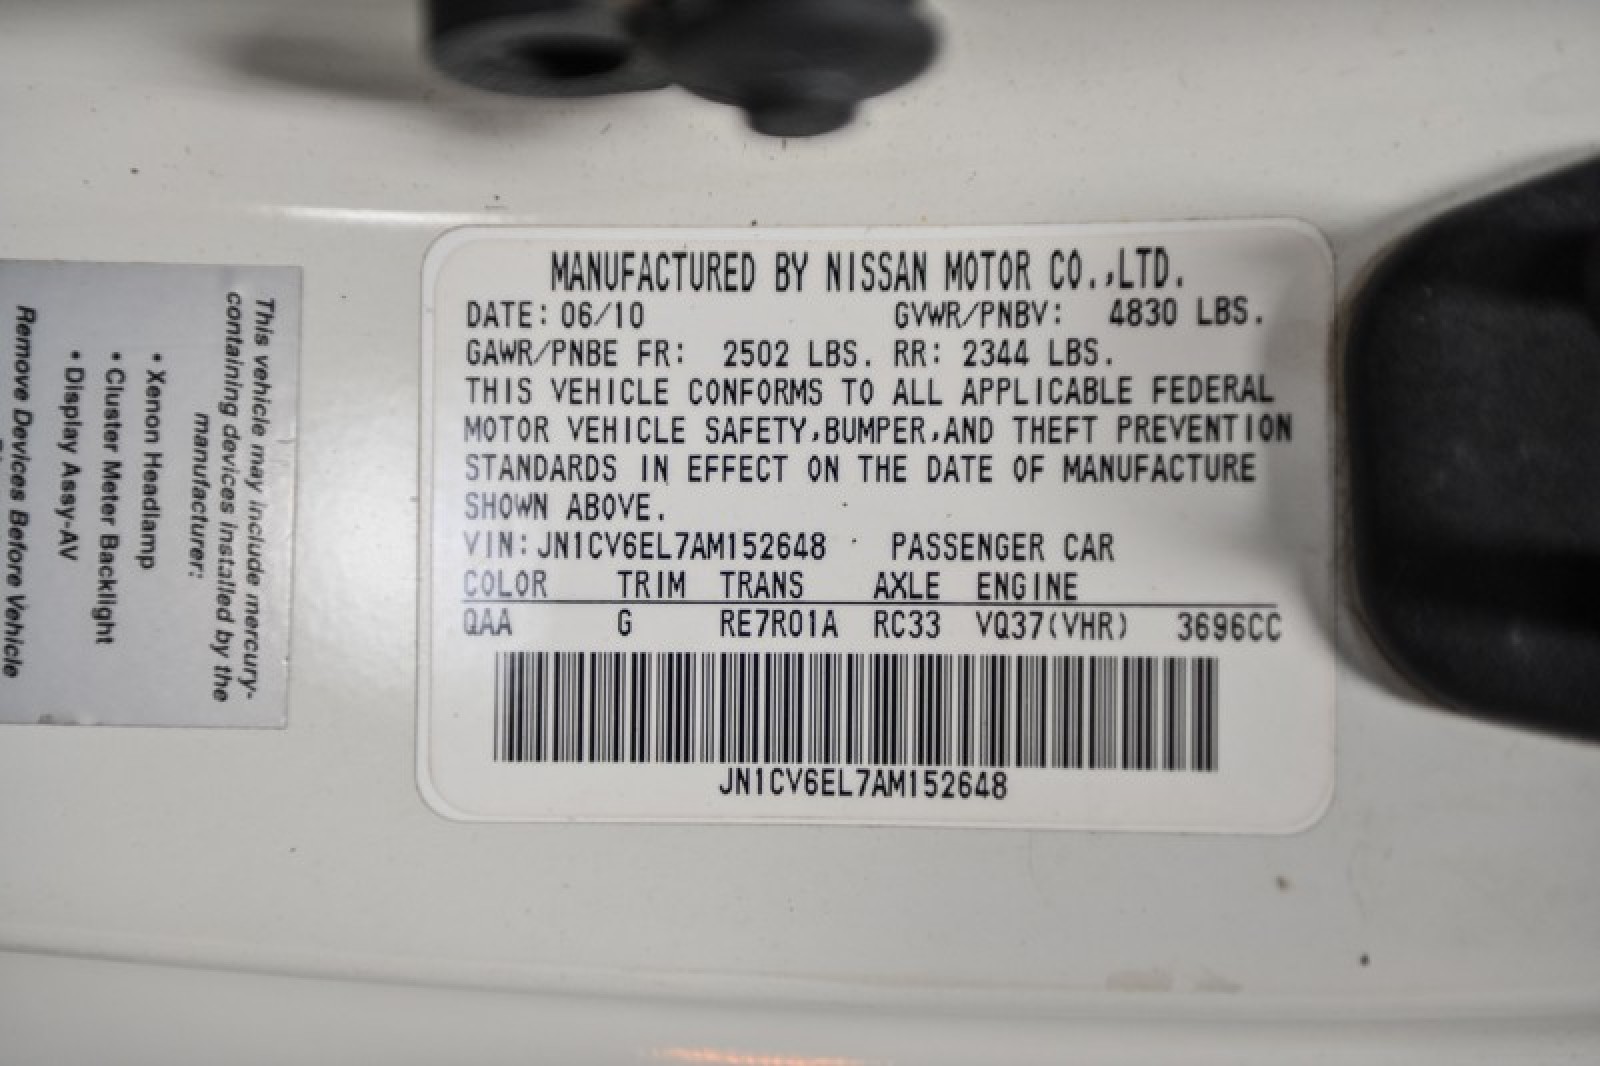 MANUFACTURED BY NISSAN MOTOR CO.,LTD.
DATE: 06/10 GVWR/PNBV: 4830 LBS.
GAWR/PNBE FR: 2502 LBS. RR: 2344 LBS.
THIS VEHICLE CONFORMS TO ALL APPLICABLE FEDERAL
MOTOR VEHICLE SAFETY,BUMPER,AND THEFT PREVENTION
STANDARDS IN EFFECT ON THE DATE OF MANUFACTURE
SHOWN ABOVE.
VIN: JN1CV6EL7AM152648 PASSENGER CAR
COLOR TRIM TRANS AXLE ENGINE
QAA G RE7R01A RC33 VQ37(VHR) 3696CC
JN1CV6EL7AM152648
This vehicle may include mercury-
containing devices installed by the
manufacturer:
• Xenon Headlamp
• Cluster Meter Backlight
• Display Assy-AV
Remove Devices Before Vehicle